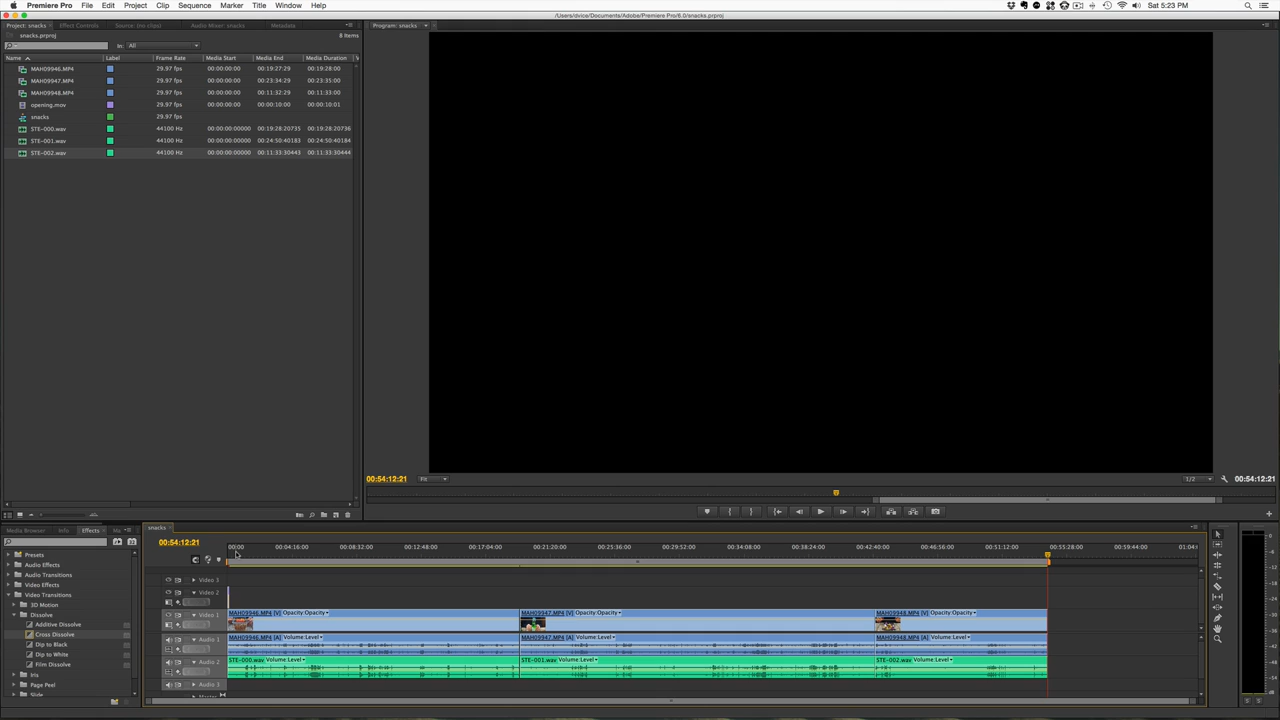 Premiere Pro File Edit Project Clip Sequence Marker Title Window Help Sat 5:23 PM
/Users/dvice/Documents/Adobe/Premiere Pro/6.0/snacks.prproj
Project: snacks Effect Controls Source: (no clips) Audio Mixer: snacks Metadata
Program: snacks
snacks.prproj 8 Items
In: All
Name Label Frame Rate Media Start Media End Media Duration
MAH09946.MP4 29.97 fps 00:00:00:00 00:19:27:29 00:19:28:00
MAH09947.MP4 29.97 fps 00:00:00:00 00:23:34:29 00:23:35:00
MAH09948.MP4 29.97 fps 00:00:00:00 00:11:32:29 00:11:33:00
opening.mov 29.97 fps 00:00:00:00 00:00:10:00 00:00:10:01
snacks 29.97 fps
STE-000.wav 44100 Hz 00:00:00:00000 00:19:28:20735 00:19:28:20736
STE-001.wav 44100 Hz 00:00:00:00000 00:24:50:40183 00:24:50:40184
STE-002.wav 44100 Hz 00:00:00:00000 00:11:33:30443 00:11:33:30444
00:54:12:21 Fit 1/2 00:54:12:21
Media Browser Info Effects
Presets
Audio Effects
Audio Transitions
Video Effects
Video Transitions
3D Motion
Dissolve
Additive Dissolve
Cross Dissolve
Dip to Black
Dip to White
Film Dissolve
Iris
Page Peel
Slide
snacks
00:54:12:21
00:00 00:04:16:00 00:08:32:00 00:12:48:00 00:17:04:00 00:21:20:00 00:25:36:00 00:29:52:00 00:34:08:00 00:38:24:00 00:42:40:00 00:46:56:00 00:51:12:00 00:55:28:00 00:59:44:00 01:04:
Video 3
Video 2
Video 1 MAH09946.MP4 [V] Opacity:Opacity MAH09947.MP4 [V] Opacity:Opacity MAH09948.MP4 [V] Opacity:Opacity
Audio 1 MAH09946.MP4 [A] Volume:Level MAH09947.MP4 [A] Volume:Level MAH09948.MP4 [A] Volume:Level
Audio 2 STE-000.wav Volume:Level STE-001.wav Volume:Level STE-002.wav Volume:Level
Audio 3